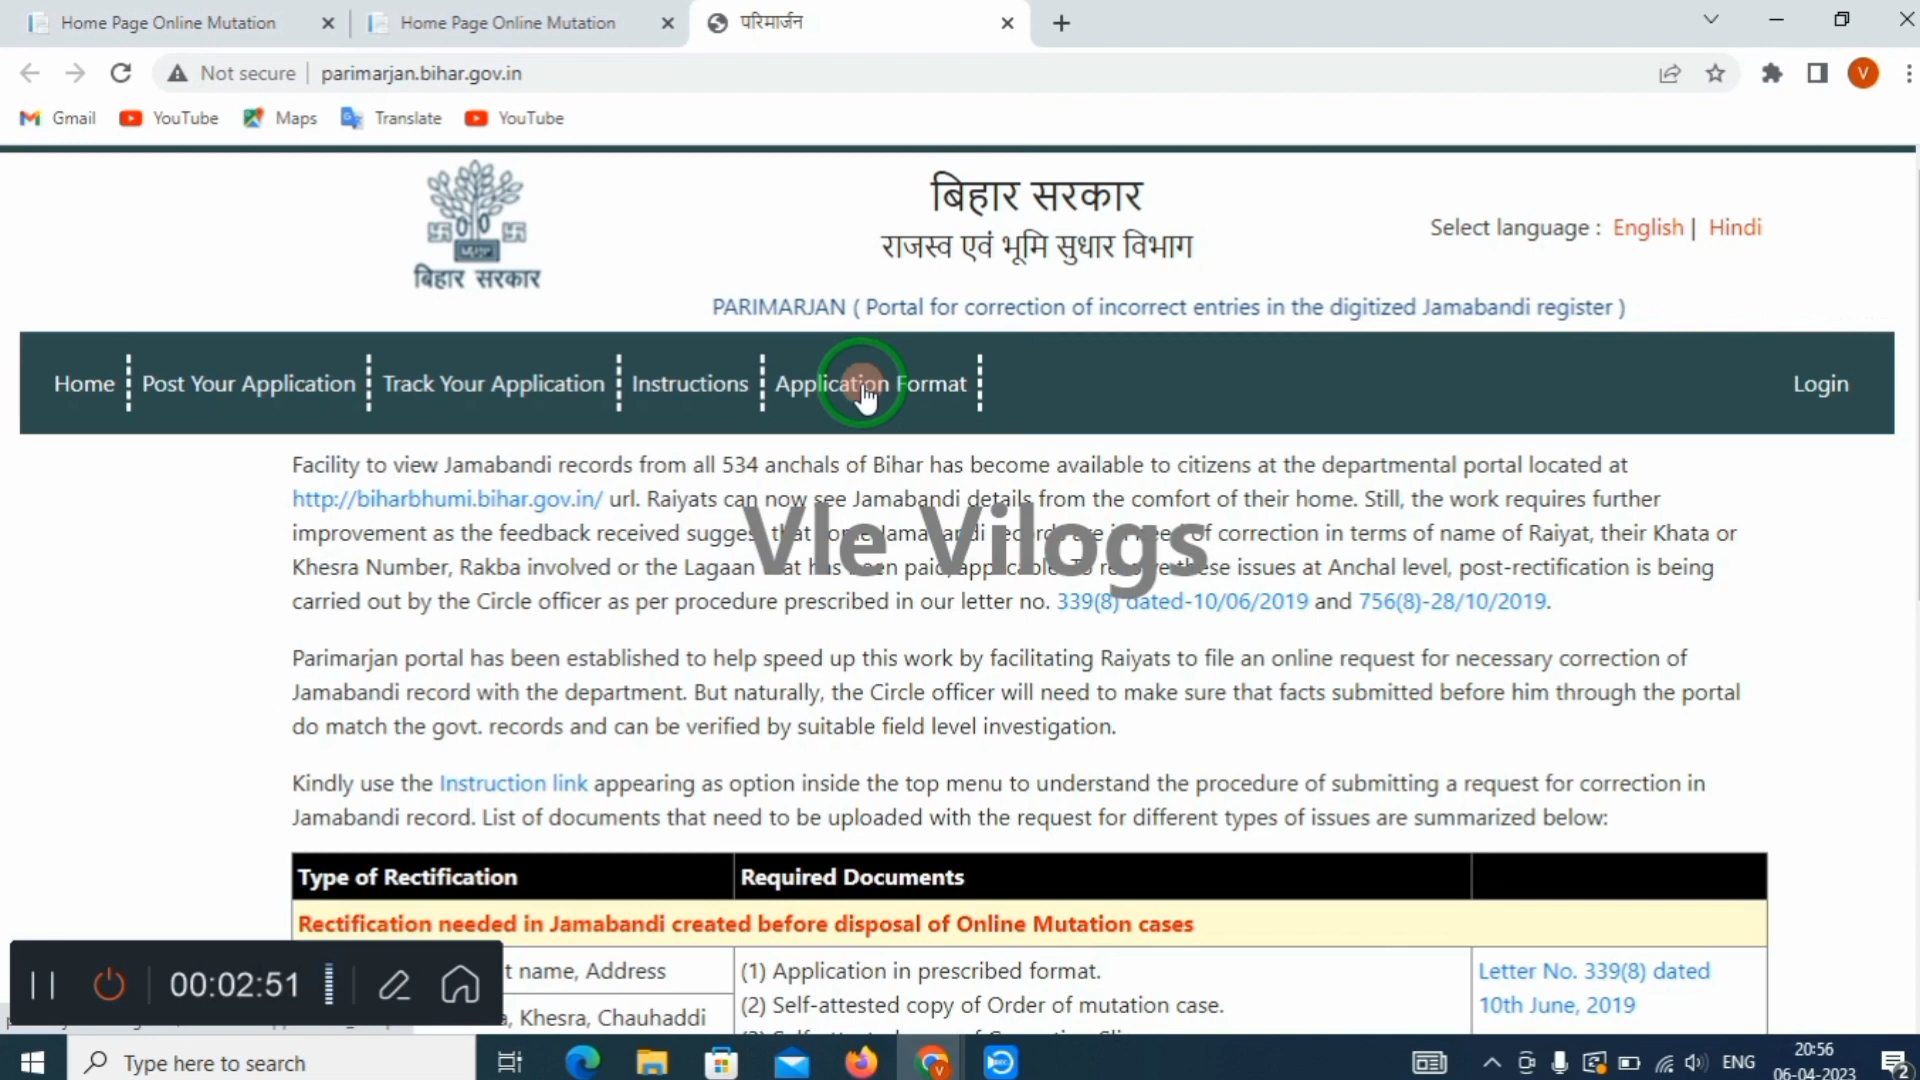 Home Page Online Mutation
Home Page Online Mutation
परिमार्जन
Not secure
parimarjan.bihar.gov.in
V
Gmail
YouTube
Maps
Translate
YouTube
बिहार सरकार
बिहार सरकार
राजस्व एवं भूमि सुधार विभाग
Select language : English | Hindi
PARIMARJAN ( Portal for correction of incorrect entries in the digitized Jamabandi register )
Home
Post Your Application
Track Your Application
Instructions
Application Format
Login
Facility to view Jamabandi records from all 534 anchals of Bihar has become available to citizens at the departmental portal located at
http://biharbhumi.bihar.gov.in/ url. Raiyats can now see Jamabandi details from the comfort of their home. Still, the work requires further
improvement as the feedback received sugges that Jamabandi of correction in terms of name of Raiyat, their Khata or
Khesra Number, Rakba involved or the Lagaan has been paid/applicable. To these issues at Anchal level, post-rectification is being
carried out by the Circle officer as per procedure prescribed in our letter no. 339(8) dated-10/06/2019 and 756(8)-28/10/2019.
Vle Vilogs
Parimarjan portal has been established to help speed up this work by facilitating Raiyats to file an online request for necessary correction of
Jamabandi record with the department. But naturally, the Circle officer will need to make sure that facts submitted before him through the portal
do match the govt. records and can be verified by suitable field level investigation.
Kindly use the Instruction link appearing as option inside the top menu to understand the procedure of submitting a request for correction in
Jamabandi record. List of documents that need to be uploaded with the request for different types of issues are summarized below:
Type of Rectification
Required Documents
Rectification needed in Jamabandi created before disposal of Online Mutation cases
t name, Address
, Khesra, Chauhaddi
(1) Application in prescribed format.
(2) Self-attested copy of Order of mutation case.
Letter No. 339(8) dated
10th June, 2019
00:02:51
Type here to search
ENG
20:56
06-04-2023
2